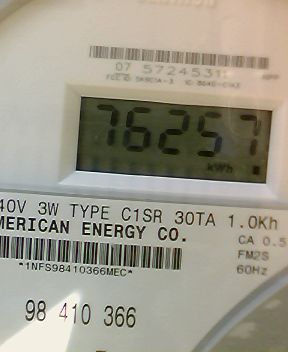 07 5724531
76257
kWh
40V 3W TYPE C1SR 30TA 1.0Kh
MERICAN ENERGY CO.
CA 0.5
FM2S
60Hz
*1NFS98410366MEC*
98 410 366